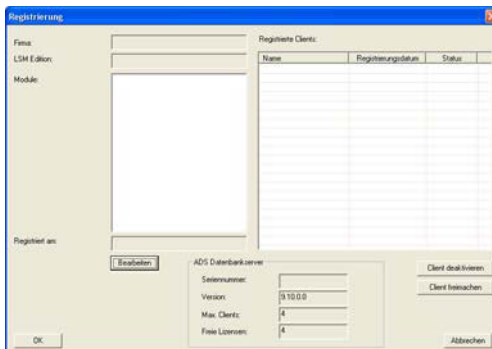 Registrierung
Firma:
LSM Edition:
Module:
Registriert am:
Bearbeiten
Registrierte Clients:
Name Registrierungsdatum Status
ADS Datenbankserver
Seriennummer:
Version: 9.10.0.0
Max. Clients: 4
Freie Lizensen: 4
Client deaktivieren
Client freimachen
OK
Abbrechen